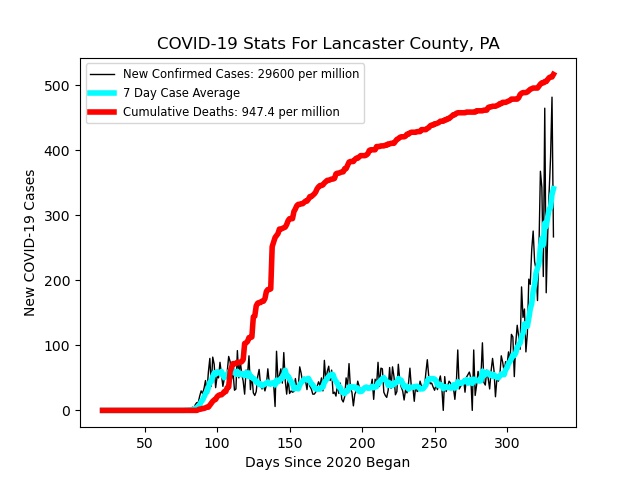 COVID-19 Stats For Lancaster County, PA
New Confirmed Cases: 29600 per million
7 Day Case Average
Cumulative Deaths: 947.4 per million
New COVID-19 Cases
500
400
300
200
100
0
50 100 150 200 250 300
Days Since 2020 Began